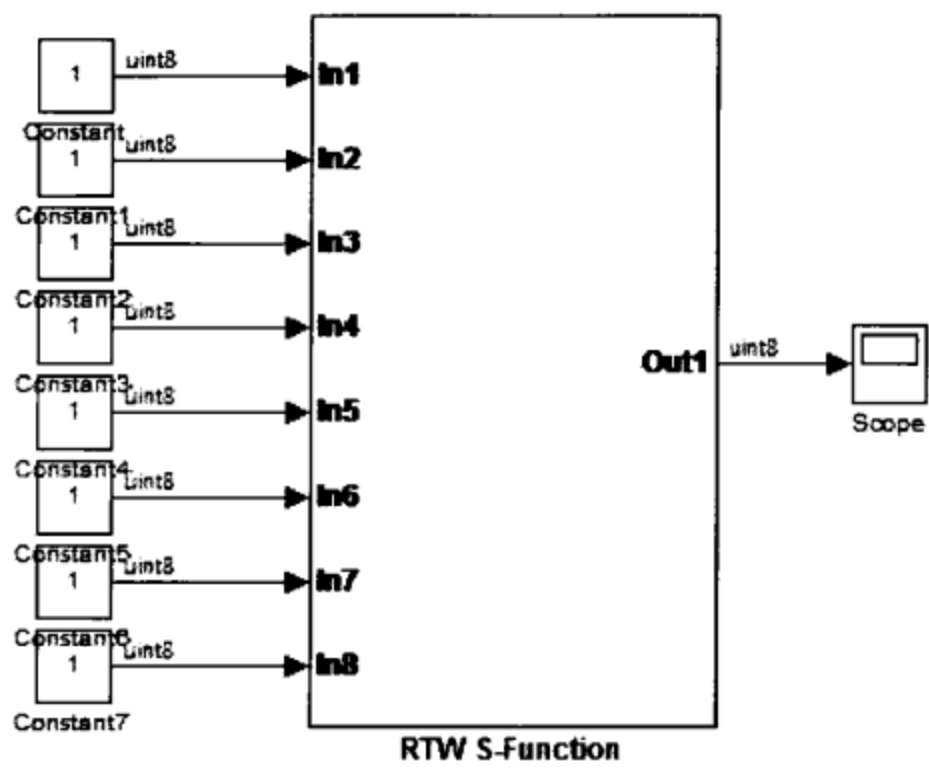 1 uint8 In1
Constant
1 uint8 In2
Constant1
1 uint8 In3
Constant2
1 uint8 In4
Constant3
1 uint8 In5
Constant4
1 uint8 In6
Constant5
1 uint8 In7
Constant6
1 uint8 In8
Constant7
Out1 uint8
Scope
RTW S-Function